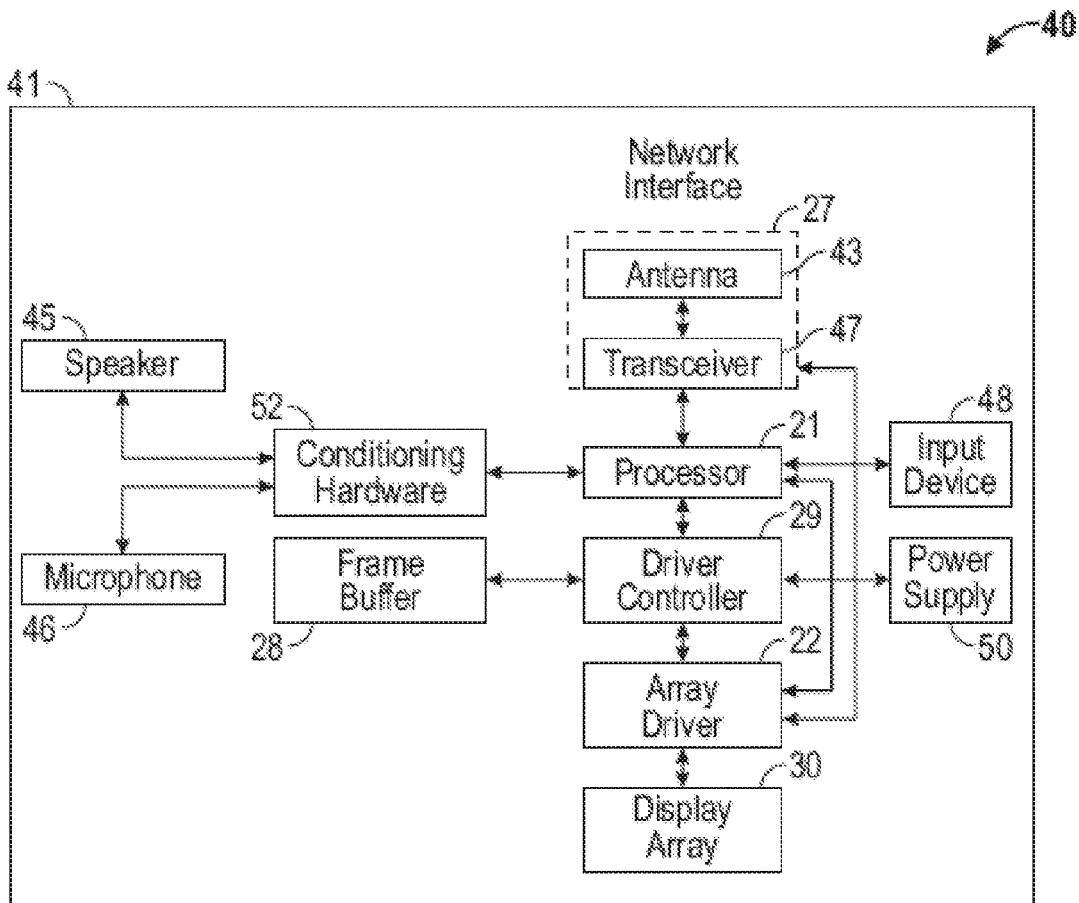 40
41
Network
Interface
27
Antenna
43
45
Speaker
47
Transceiver
52
Conditioning
Hardware
21
Processor
48
Input
Device
Microphone
46
Frame
Buffer
28
29
Driver
Controller
Power
Supply
50
22
Array
Driver
30
Display
Array